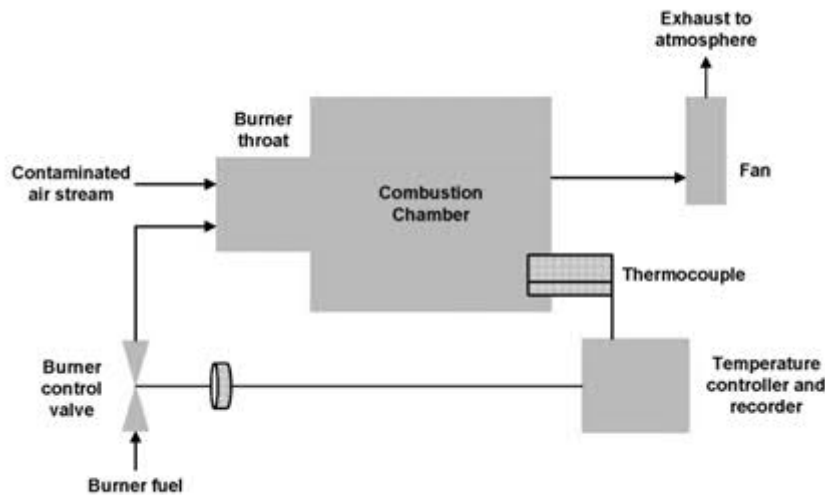 Exhaust to
atmosphere
Burner
throat
Contaminated
air stream
Combustion
Chamber
Fan
Thermocouple
Burner
control
valve
Temperature
controller and
recorder
Burner fuel